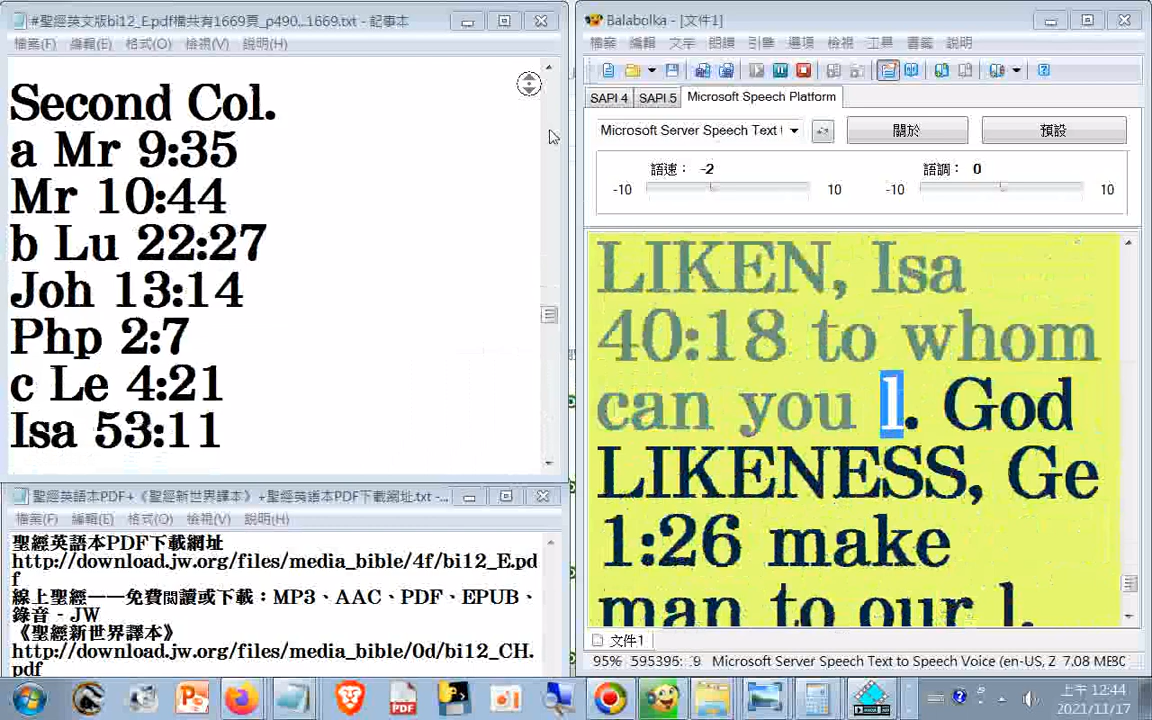 #聖經英文版bi12_E.pdf橫共有1669頁_p490,..1669.txt - 記事本
檔案(F) 編輯(E) 格式(O) 檢視(V) 說明(H)
Second Col.
a Mr 9:35
Mr 10:44
b Lu 22:27
Joh 13:14
Php 2:7
c Le 4:21
Isa 53:11
聖經英語本PDF+《聖經新世界譯本》+聖經英語本PDF下載網址.txt - ...
檔案(F) 編輯(E) 格式(O) 檢視(V) 說明(H)
聖經英語本PDF下載網址
http://download.jw.org/files/media_bible/4f/bi12_E.pd
f
線上聖經——免費閱讀或下載：MP3、AAC、PDF、EPUB、
錄音 - JW
《聖經新世界譯本》
http://download.jw.org/files/media_bible/0d/bi12_CH.
pdf
Balabolka - [文件1]
檔案 編輯 文字 朗讀 引擎 選項 檢視 工具 書籤 說明
SAPI 4 SAPI 5 Microsoft Speech Platform
Microsoft Server Speech Text 關於 預設
語速： -2 語調： 0
-10 10 -10 10
LIKEN, Isa
40:18 to whom
can you l. God
LIKENESS, Ge
1:26 make
man to our l.
文件1
95% Microsoft Server Speech Text to Speech Voice (en-US, Z 7.08 MB
上午 12:44
2021/11/17